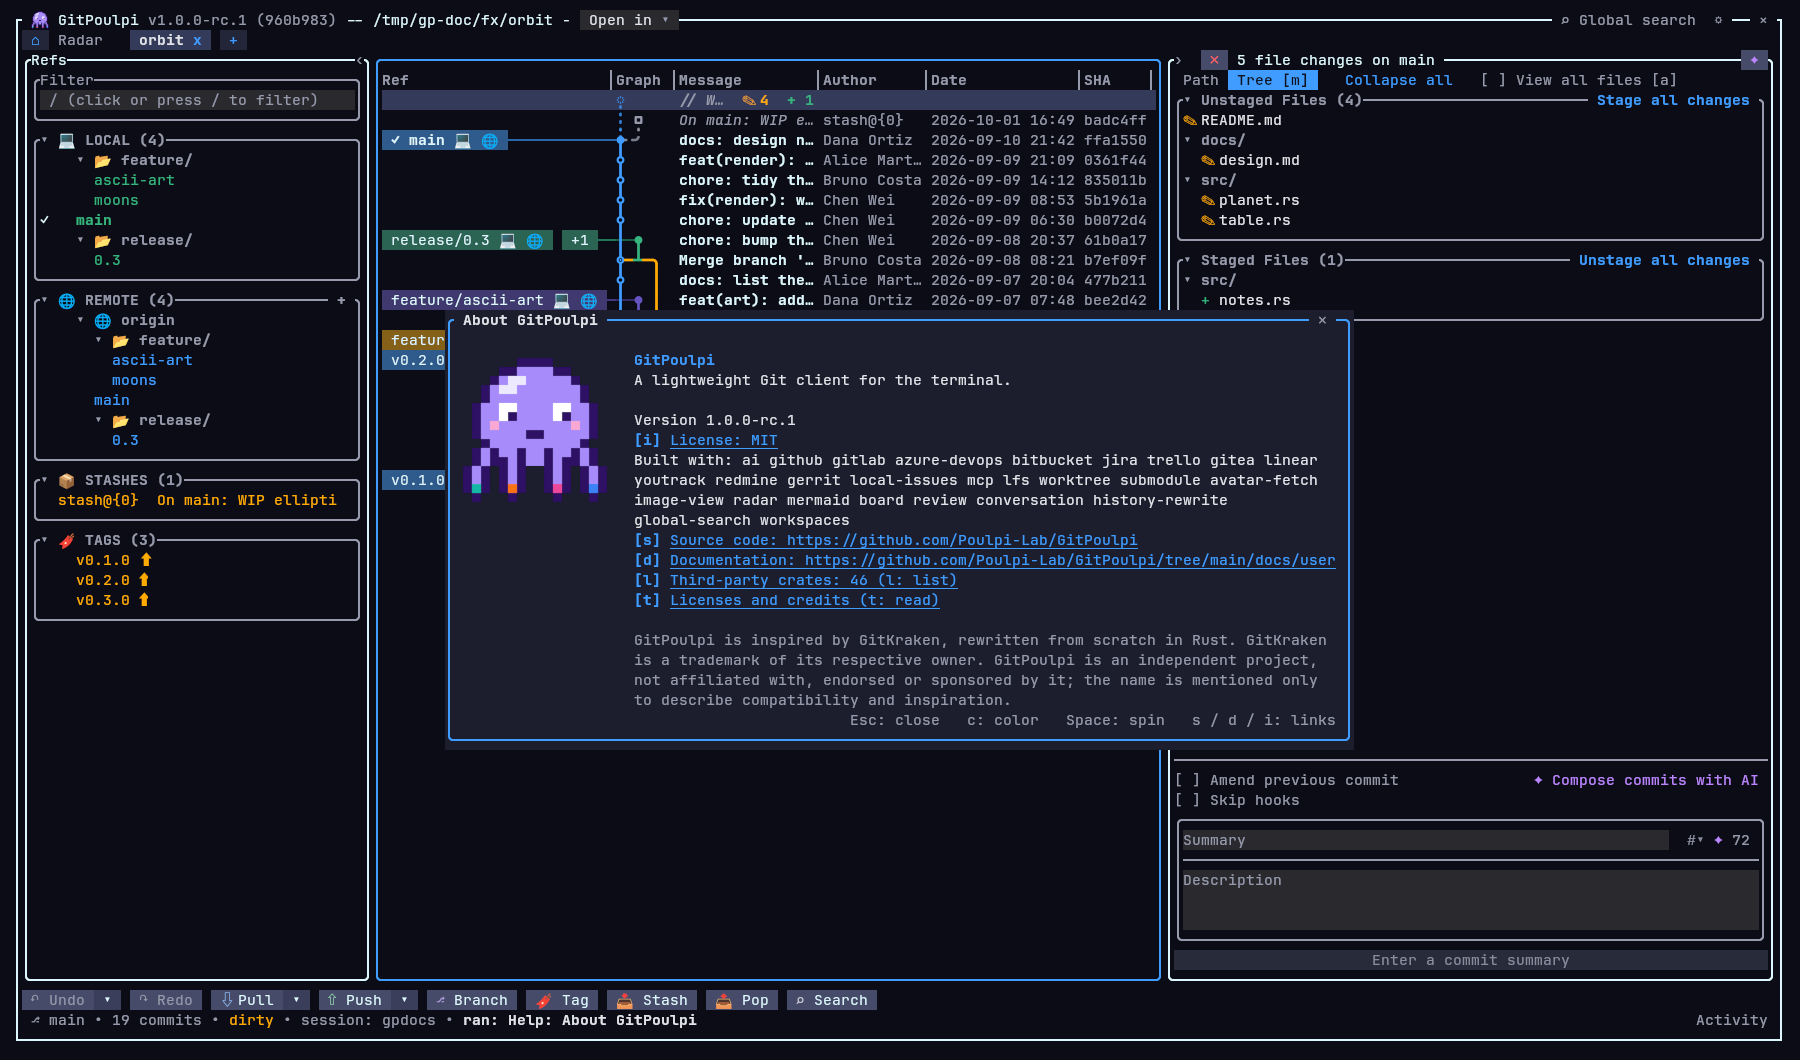 GitPoulpi v1.0.0-rc.1 (960b983) −− /tmp/gp-doc/fx/orbit - Open in ▾ ⌕ Global search ⚙ ×
⌂ Radar orbit x +
Refs ‹
Filter
/ (click or press / to filter)
▾ 💻 LOCAL (4)
▾ 📂 feature/
ascii-art
moons
✓ main
▾ 📂 release/
0.3
▾ 🌐 REMOTE (4) +
▾ 🌐 origin
▾ 📂 feature/
ascii-art
moons
main
▾ 📂 release/
0.3
▾ 📦 STASHES (1)
stash@{0} On main: WIP ellipti
▾ TAGS (3)
v0.1.0 ⬆
v0.2.0 ⬆
v0.3.0 ⬆
Ref Graph Message Author Date SHA
// W… ✎ 4 + 1
On main: WIP e… stash@{0} 2026-10-01 16:49 badc4ff
✓ main 💻 🌐 docs: design n… Dana Ortiz 2026-09-10 21:42 ffa1550
feat(render): … Alice Mart… 2026-09-09 21:09 0361f44
chore: tidy th… Bruno Costa 2026-09-09 14:12 835011b
fix(render): w… Chen Wei 2026-09-09 08:53 5b1961a
chore: update … Chen Wei 2026-09-09 06:30 b0072d4
release/0.3 💻 🌐 +1 chore: bump th… Chen Wei 2026-09-08 20:37 61b0a17
Merge branch '… Bruno Costa 2026-09-08 08:21 b7ef09f
docs: list the… Alice Mart… 2026-09-07 20:04 477b211
feature/ascii-art 💻 🌐 feat(art): add… Dana Ortiz 2026-09-07 07:48 bee2d42
featur
v0.2.0
v0.1.0
› ✕ 5 file changes on main ✦
Path Tree [m] Collapse all [ ] View all files [a]
▾ Unstaged Files (4) Stage all changes
✎ README.md
▾ docs/
✎ design.md
▾ src/
✎ planet.rs
✎ table.rs
▾ Staged Files (1) Unstage all changes
▾ src/
+ notes.rs
About GitPoulpi ×
GitPoulpi
A lightweight Git client for the terminal.
Version 1.0.0-rc.1
[i] License: MIT
Built with: ai github gitlab azure-devops bitbucket jira trello gitea linear
youtrack redmine gerrit local-issues mcp lfs worktree submodule avatar-fetch
image-view radar mermaid board review conversation history-rewrite
global-search workspaces
[s] Source code: https://github.com/Poulpi-Lab/GitPoulpi
[d] Documentation: https://github.com/Poulpi-Lab/GitPoulpi/tree/main/docs/user
[l] Third-party crates: 46 (l: list)
[t] Licenses and credits (t: read)
GitPoulpi is inspired by GitKraken, rewritten from scratch in Rust. GitKraken
is a trademark of its respective owner. GitPoulpi is an independent project,
not affiliated with, endorsed or sponsored by it; the name is mentioned only
to describe compatibility and inspiration.
Esc: close c: color Space: spin s / d / i: links
[ ] Amend previous commit ✦ Compose commits with AI
[ ] Skip hooks
Summary #▾ ✦ 72
Description
Enter a commit summary
↶ Undo ▾ ↷ Redo ⇩ Pull ▾ ⇧ Push ▾ ⎇ Branch Tag Stash Pop ⌕ Search
⎇ main • 19 commits • dirty • session: gpdocs • ran: Help: About GitPoulpi Activity